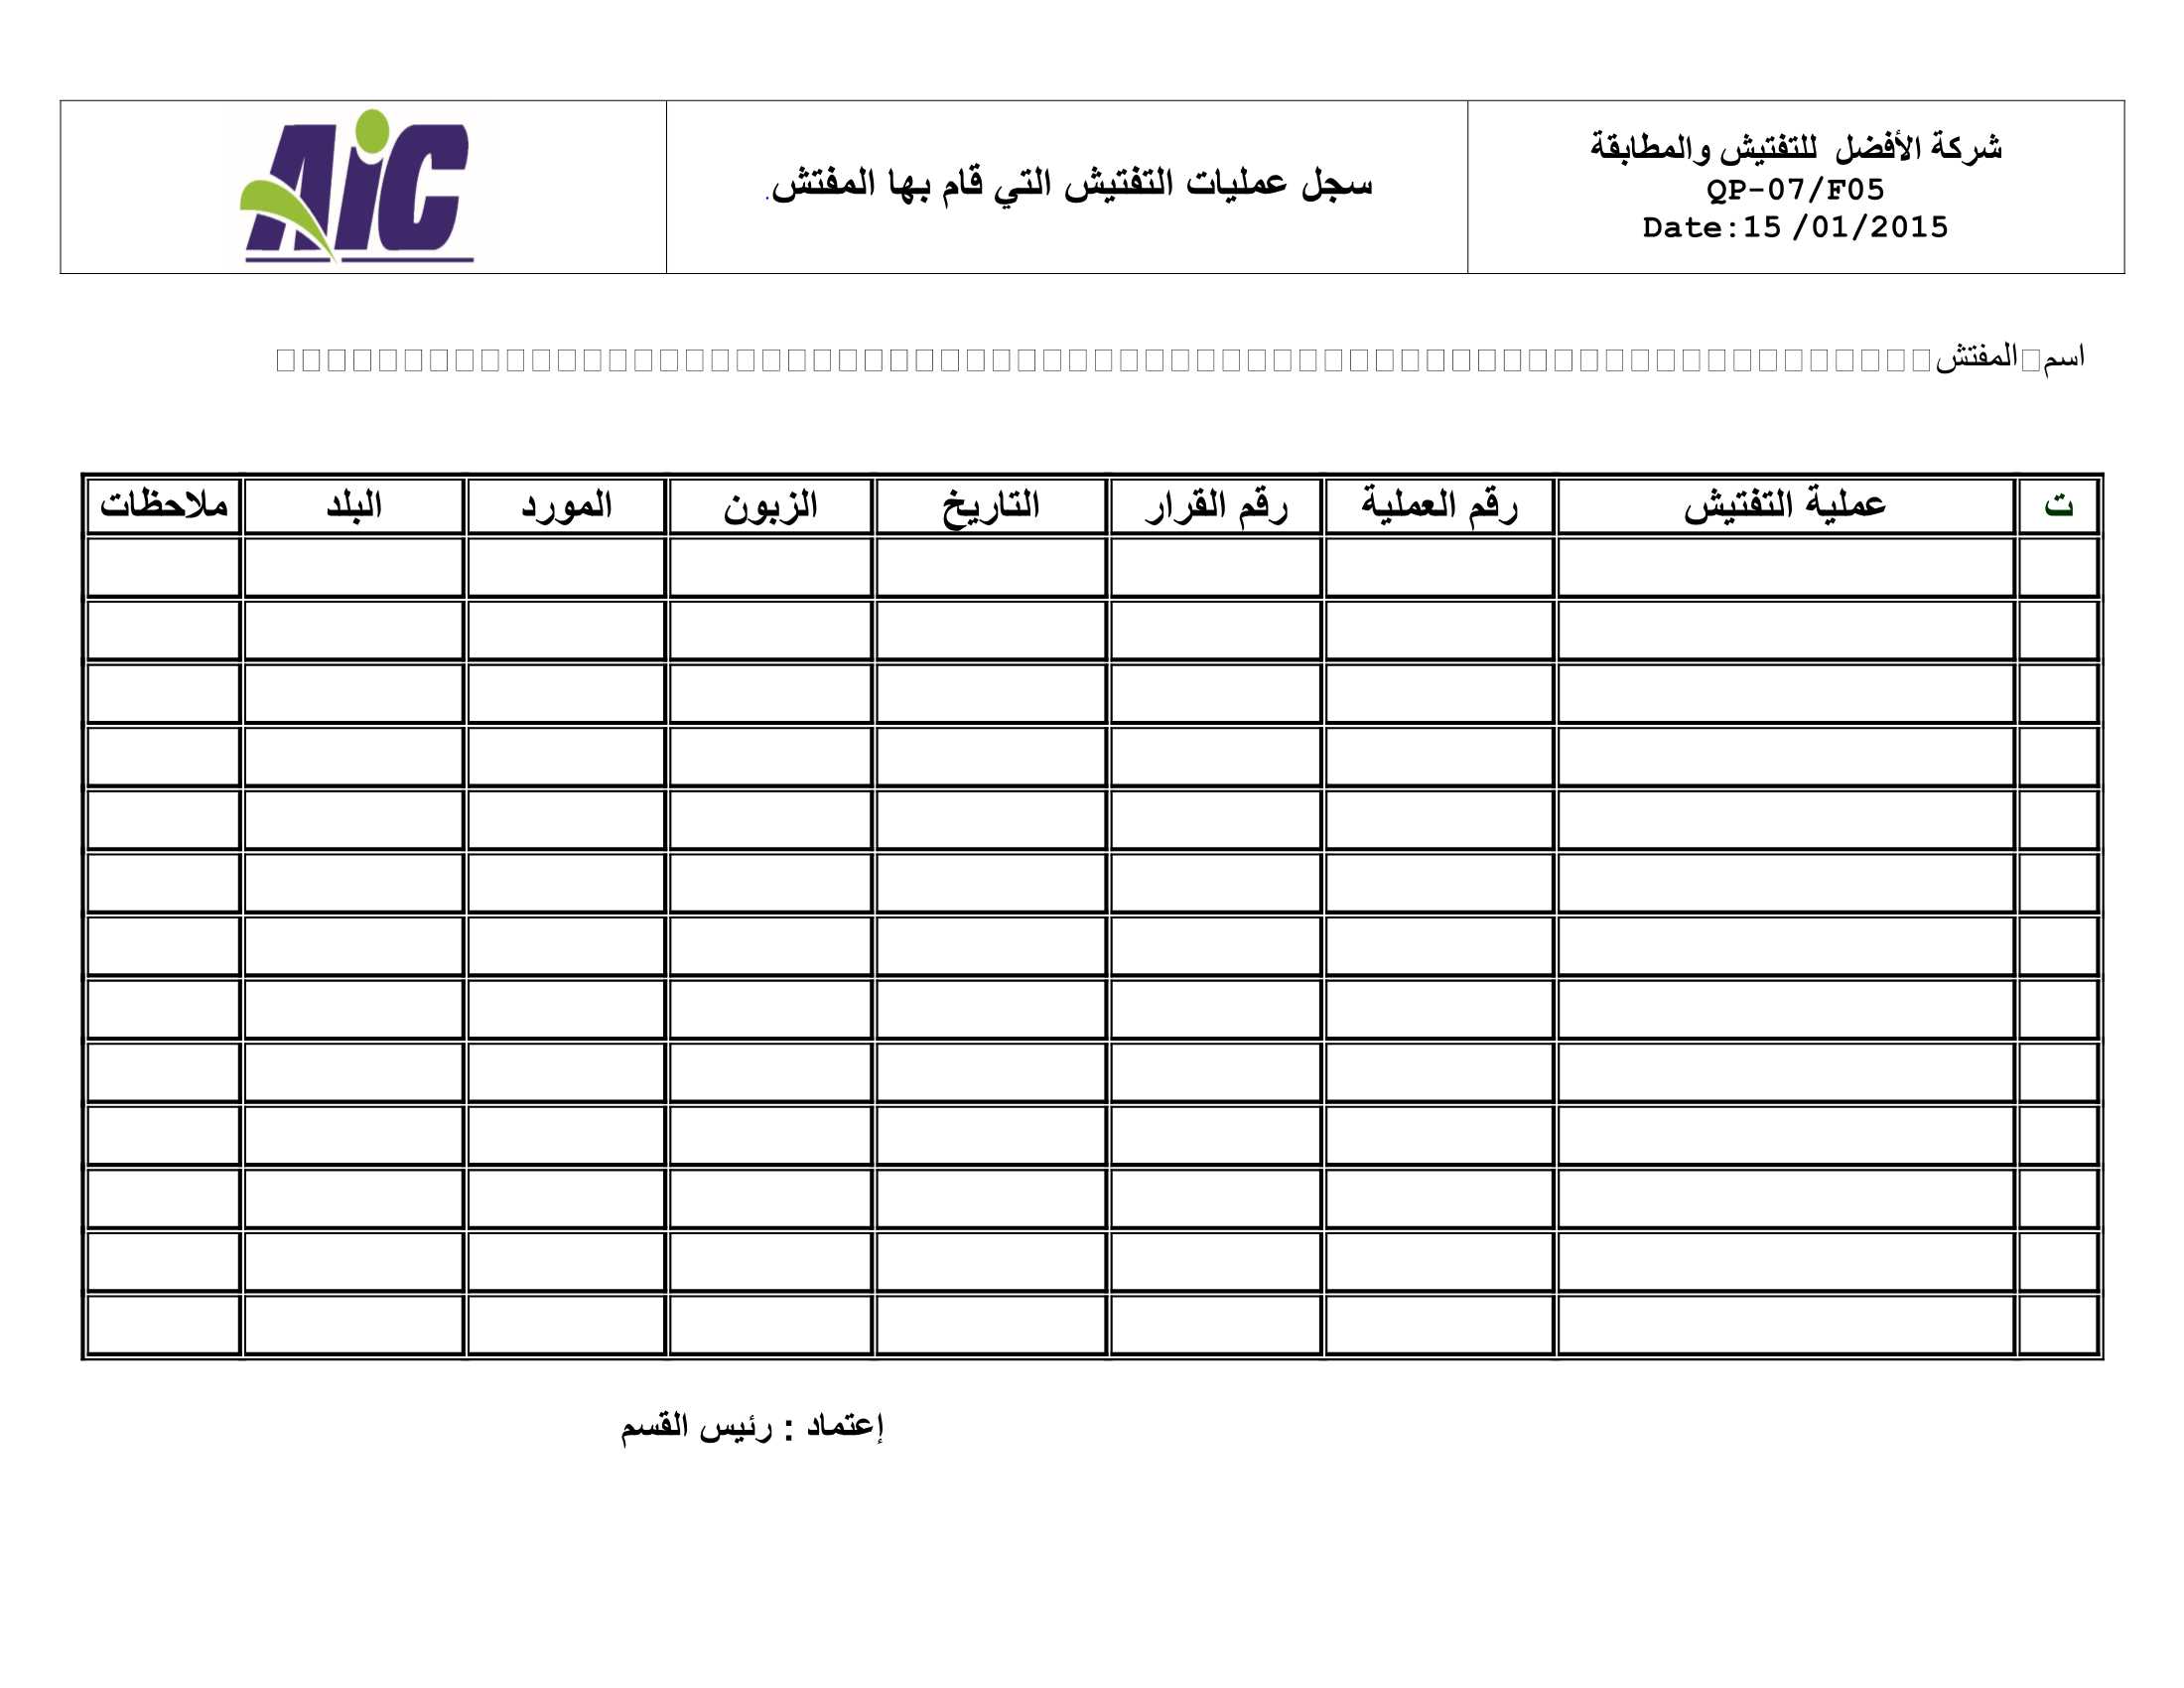 شركة الأفضل للتفتيش والمطابقة
QP-07/F05
Date:15 /01/2015
سجل عمليات التفتيش التي قام بها المفتش.
AiC
اسم المفتش
ت عملية التفتيش رقم العملية رقم القرار التاريخ الزبون المورد البلد ملاحظات
إعتماد : رئيس القسم